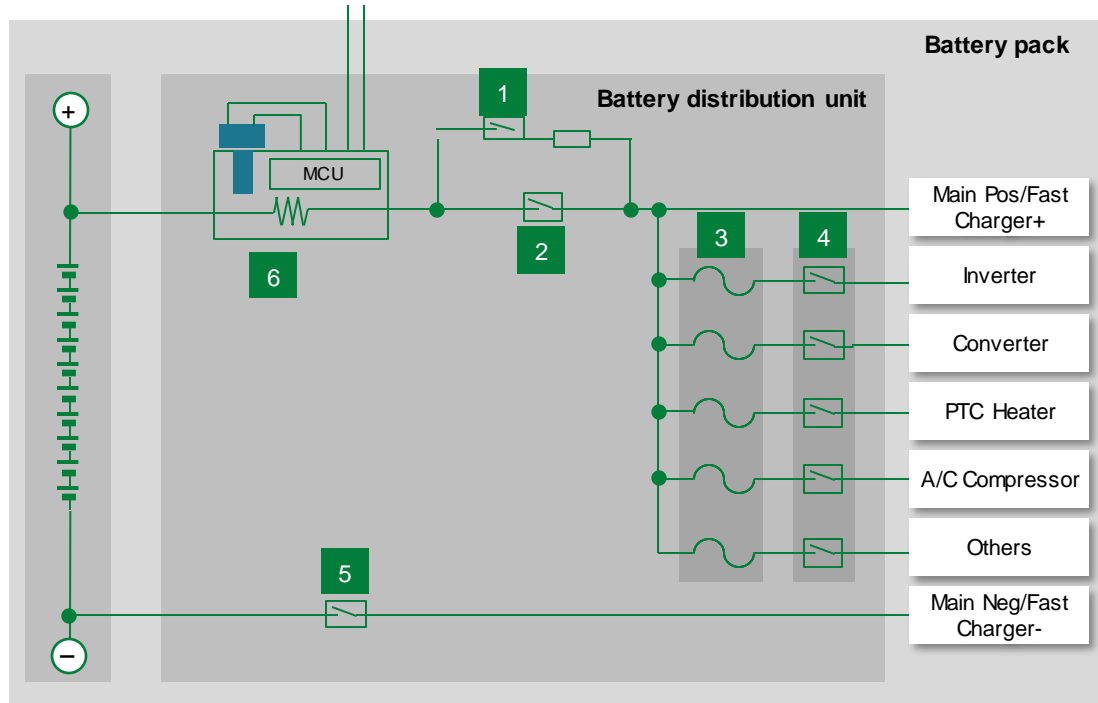 Battery pack
Battery distribution unit
1
+
MCU
2
3
4
6
5
−
Main Pos/Fast
Charger+
Inverter
Converter
PTC Heater
A/C Compressor
Others
Main Neg/Fast
Charger-